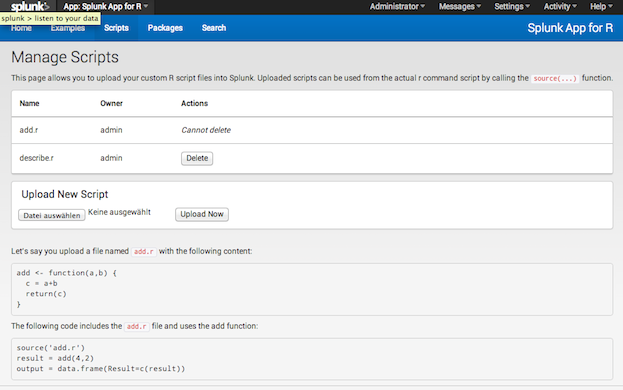 splunk> App: Splunk App for R Administrator Messages Settings Activity Help
splunk > listen to your data
Home Examples Scripts Packages Search Splunk App for R
Manage Scripts
This page allows you to upload your custom R script files into Splunk. Uploaded scripts can be used from the actual r command script by calling the source(...) function.
Name Owner Actions
add.r admin Cannot delete
describe.r admin Delete
Upload New Script
Datei auswählen Keine ausgewählt Upload Now
Let's say you upload a file named add.r with the following content:
add <- function(a,b) {
  c = a+b
  return(c)
}
The following code includes the add.r file and uses the add function:
source('add.r')
result = add(4,2)
output = data.frame(Result=c(result))